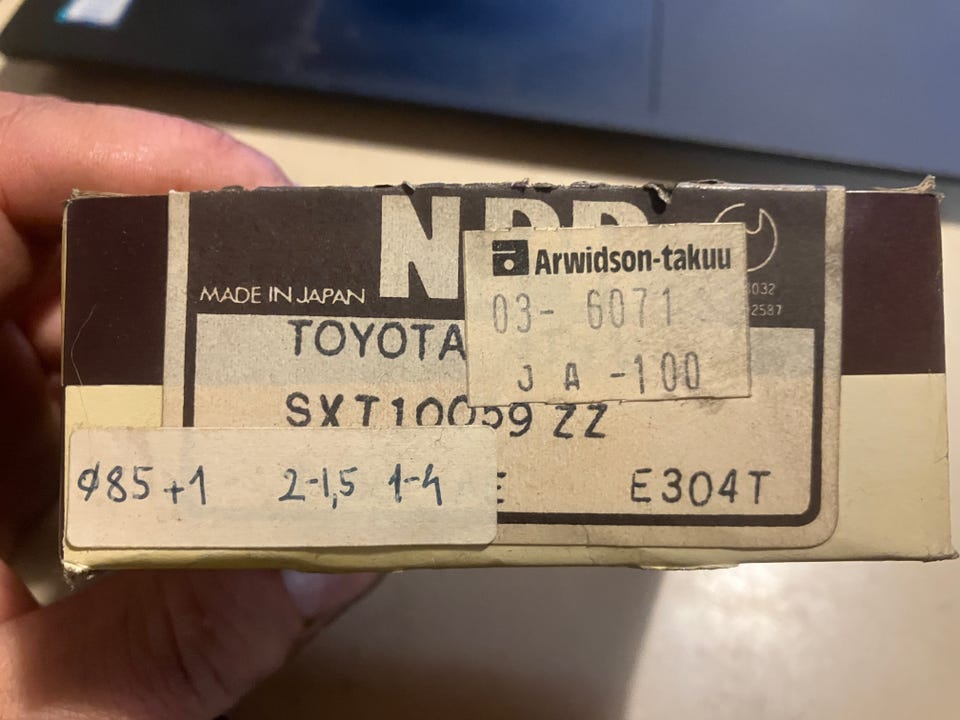 NPR
Arwidson-takuu
MADE IN JAPAN
03- 6071
TOYOTA
J A -100
SXT10059 ZZ
Ø85+1 2-1,5 1-4
E304T